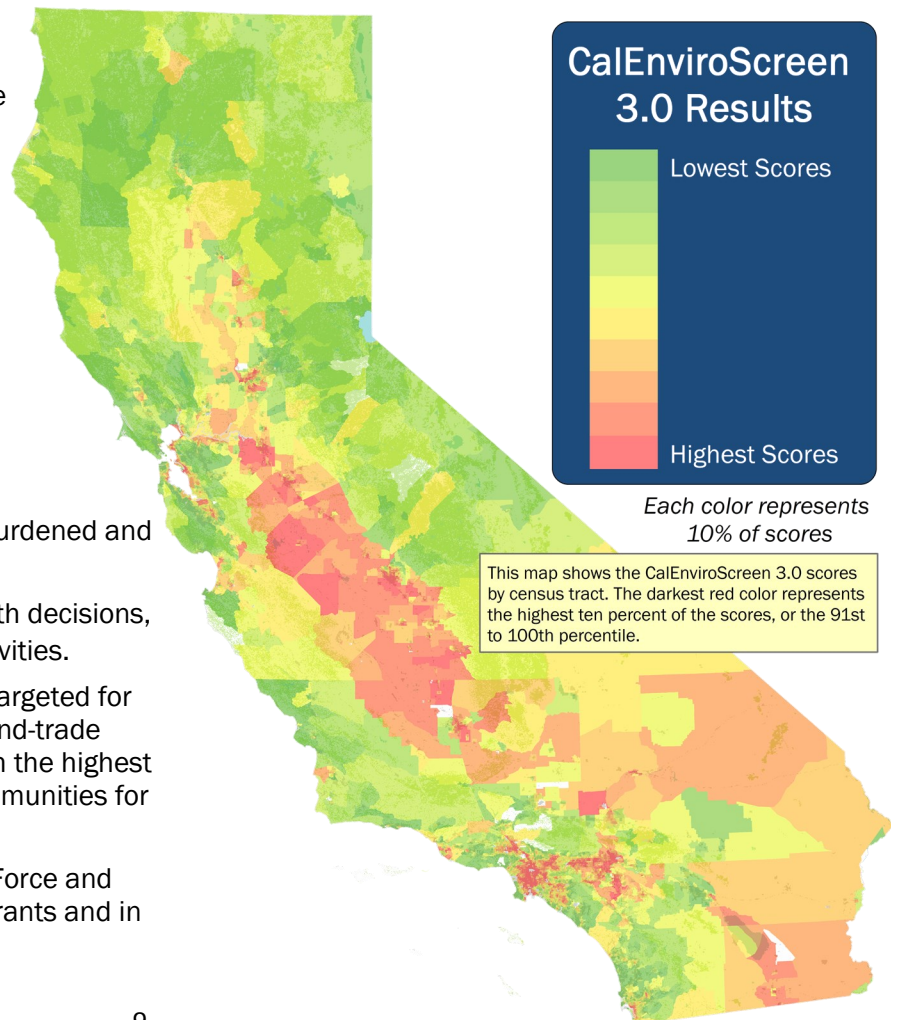 e
urdened and
th decisions,
vities.
argeted for
nd-trade
n the highest
munities for
Force and
rants and in
CalEnviroScreen
3.0 Results
Lowest Scores
Highest Scores
Each color represents
10% of scores
This map shows the CalEnviroScreen 3.0 scores
by census tract. The darkest red color represents
the highest ten percent of the scores, or the 91st
to 100th percentile.